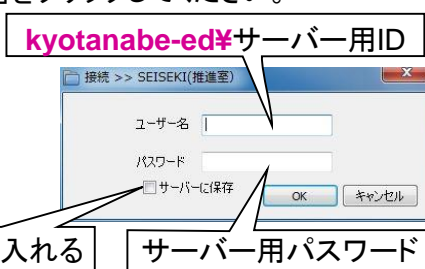 をクリックしてください。
kyotanabe-ed¥サーバー用ID
接続 >> SEISEKI(推進室)
ユーザー名
パスワード
サーバーに保存
OK
キャンセル
入れる
サーバー用パスワード